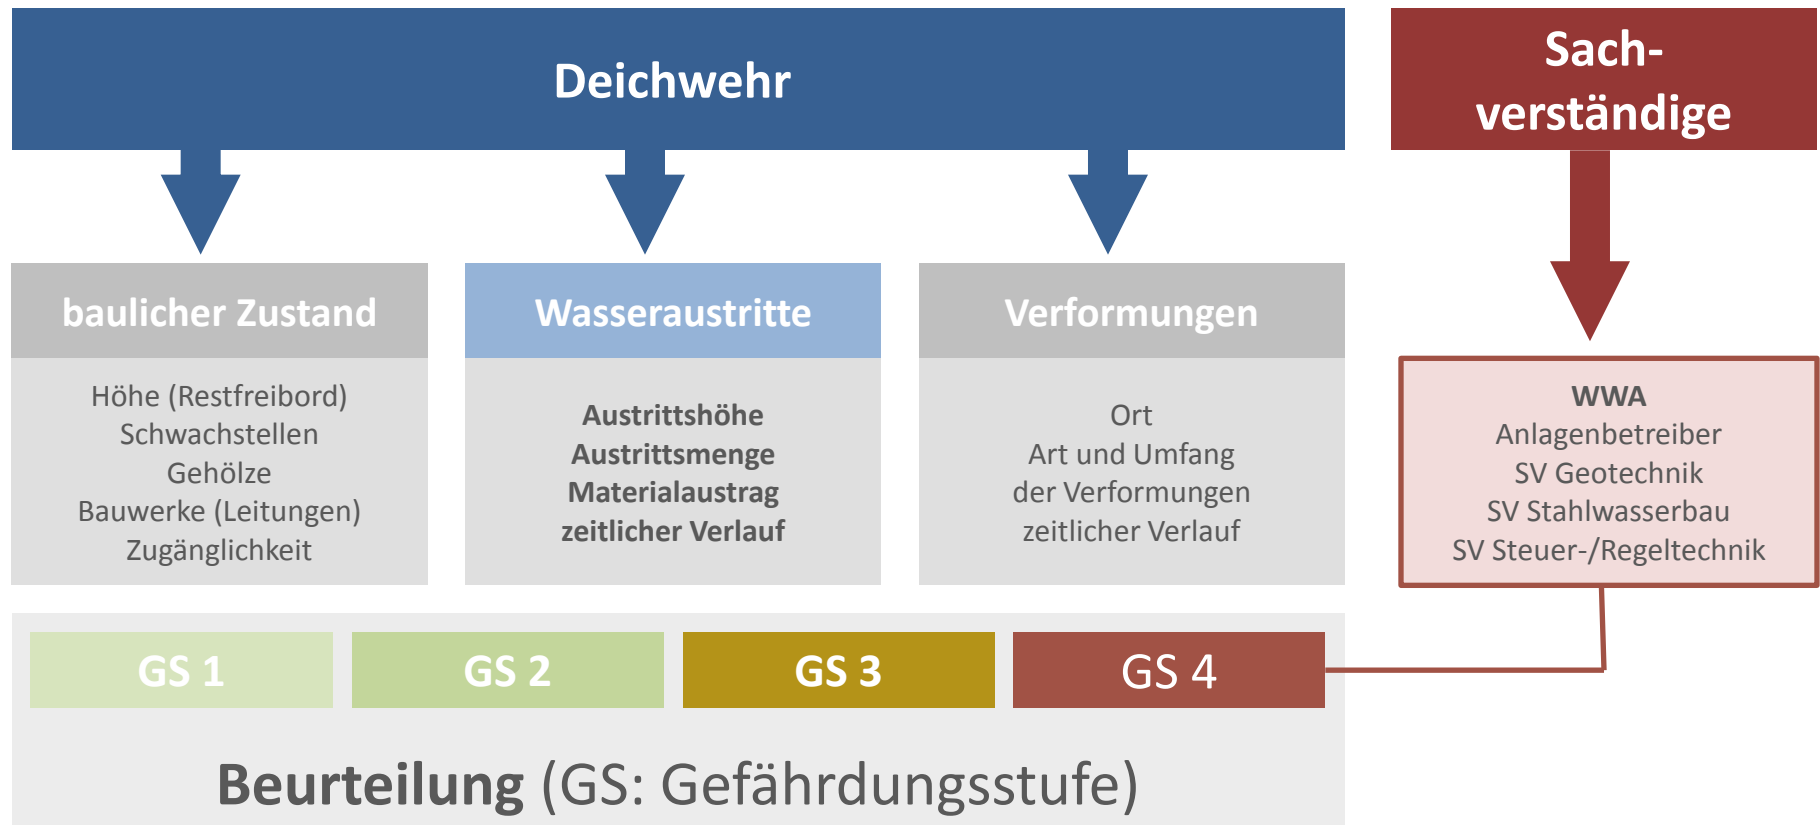 Deichwehr
Sach-
verständige
baulicher Zustand
Höhe (Restfreibord)
Schwachstellen
Gehölze
Bauwerke (Leitungen)
Zugänglichkeit
Wasseraustritte
Austrittshöhe
Austrittsmenge
Materialaustrag
zeitlicher Verlauf
Verformungen
Ort
Art und Umfang
der Verformungen
zeitlicher Verlauf
WWA
Anlagenbetreiber
SV Geotechnik
SV Stahlwasserbau
SV Steuer-/Regeltechnik
GS 1
GS 2
GS 3
GS 4
Beurteilung (GS: Gefährdungsstufe)